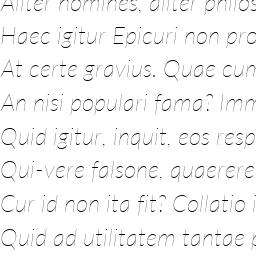 Aliter homines, aliter philos
Haec igitur Epicuri non pro
At certe gravius. Quae cum
An nisi populari fama? Imm
Quid igitur, inquit, eos resp
Qui-vere falsone, quaerere
Cur id non ita fit? Collatio i
Quid ad utilitatem tantae p